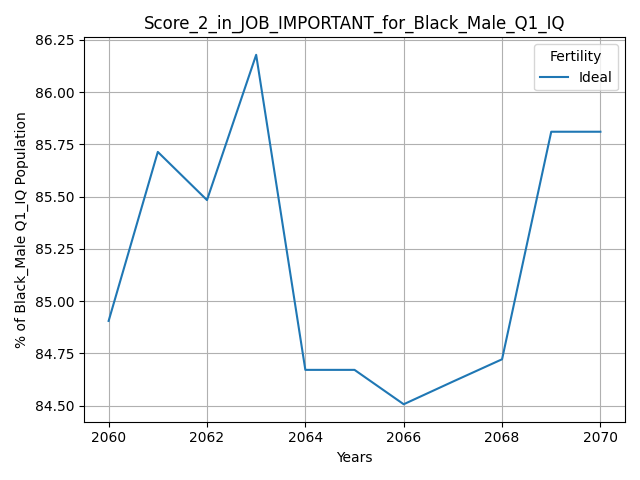 Score_2_in_JOB_IMPORTANT_for_Black_Male_Q1_IQ
% of Black_Male Q1_IQ Population
86.25
86.00
85.75
85.50
85.25
85.00
84.75
84.50
Fertility
Ideal
2060
2062
2064
2066
2068
2070
Years